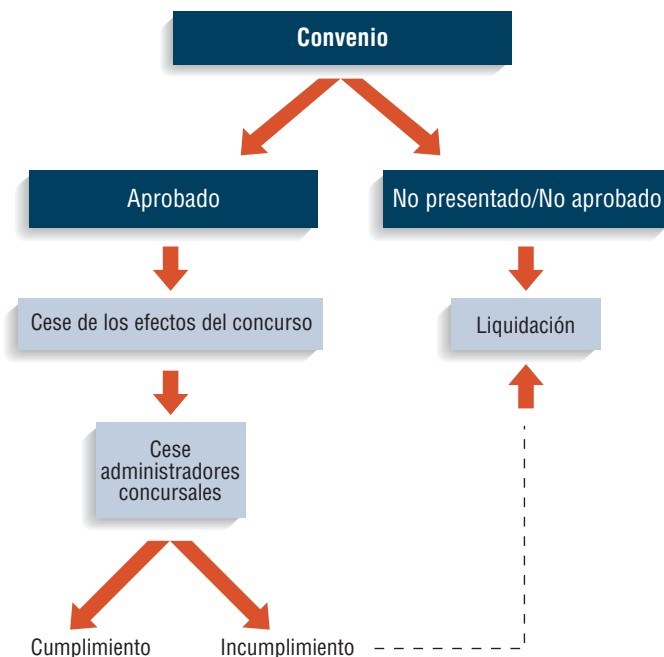 Convenio
Aprobado
No presentado/No aprobado
Cese de los efectos del concurso
Liquidación
Cese
administradores
concursales
Cumplimiento
Incumplimiento